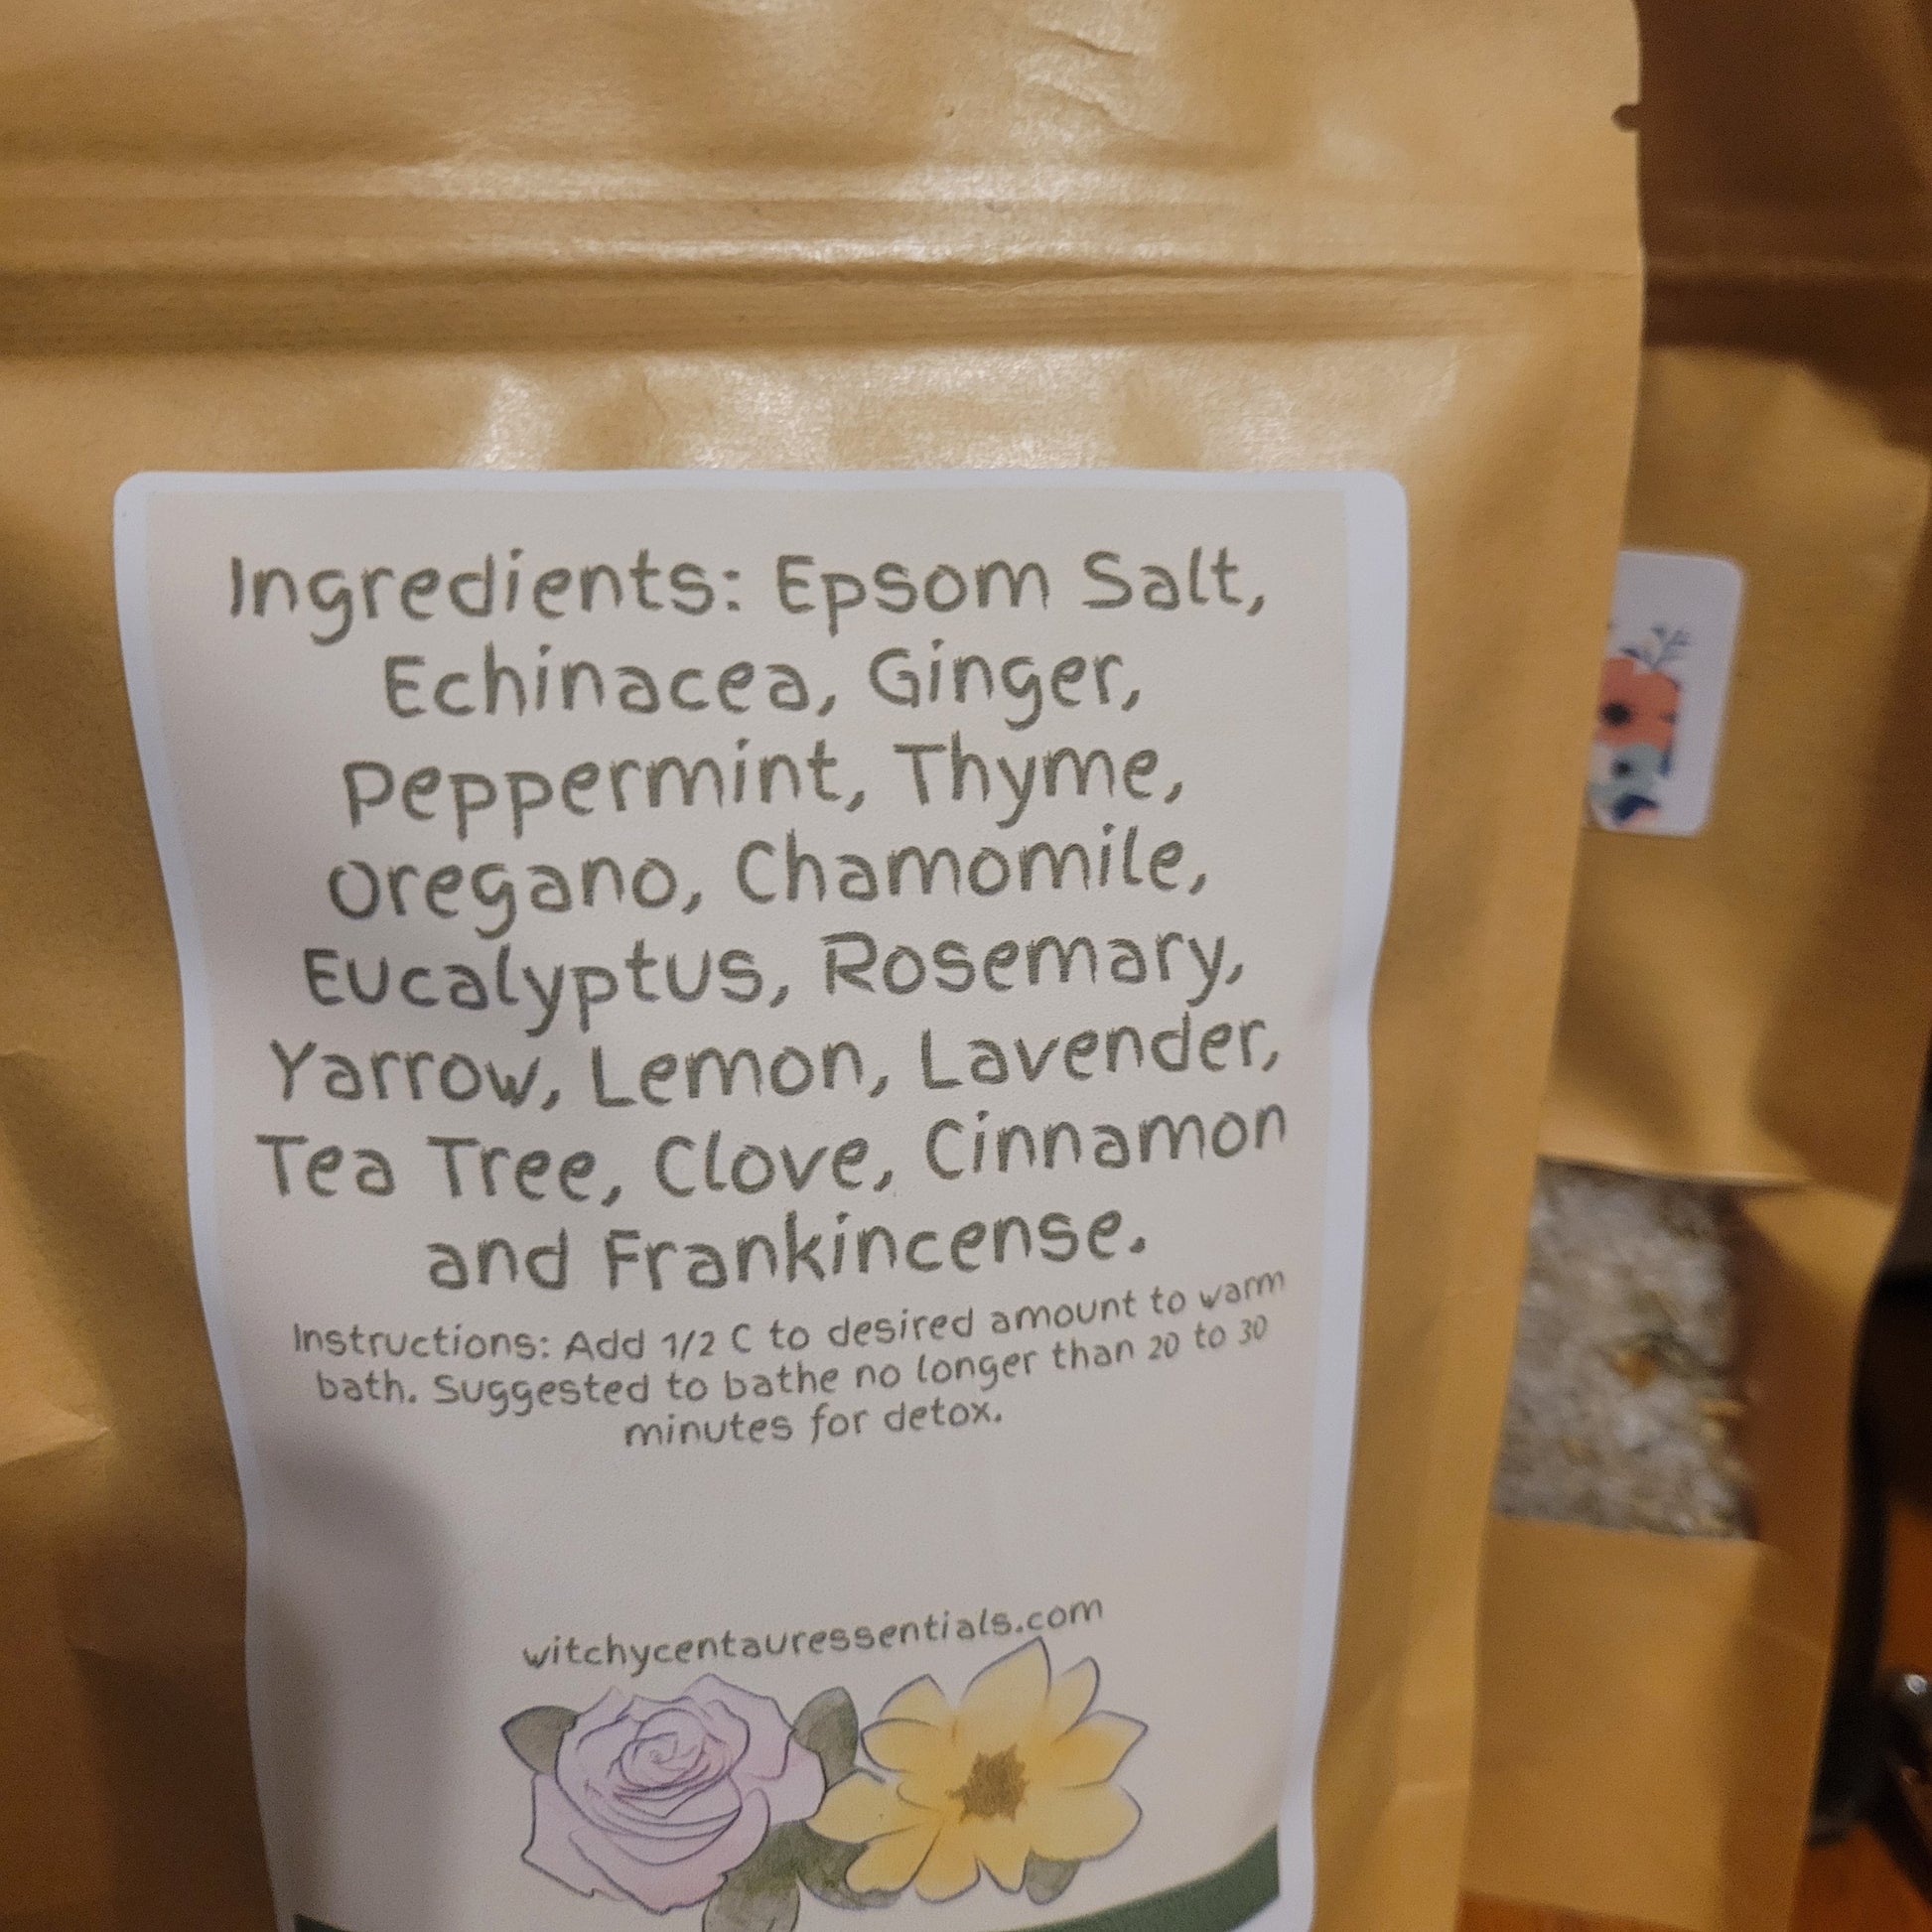 Ingredients: Epsom Salt,
Echinacea, Ginger,
Peppermint, Thyme,
Oregano, Chamomile,
Eucalyptus, Rosemary,
Yarrow, Lemon, Lavender,
Tea Tree, Clove, Cinnamon
and Frankincense.
Instructions: Add 1/2 C to desired amount to warm
bath. Suggested to bathe no longer than 20 to 30
minutes for detox.
witchycentauressentials.com